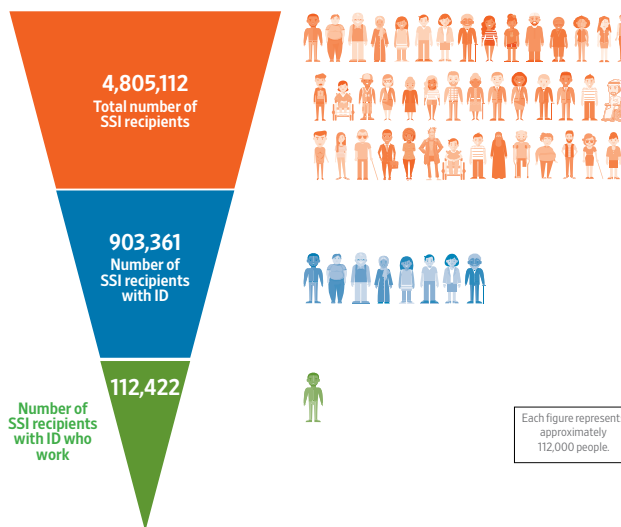 4,805,112
Total number of
SSI recipients
903,361
Number of
SSI recipients
with ID
112,422
Number of
SSI recipients
with ID who
work
Each figure represent
approximately
112,000 people.